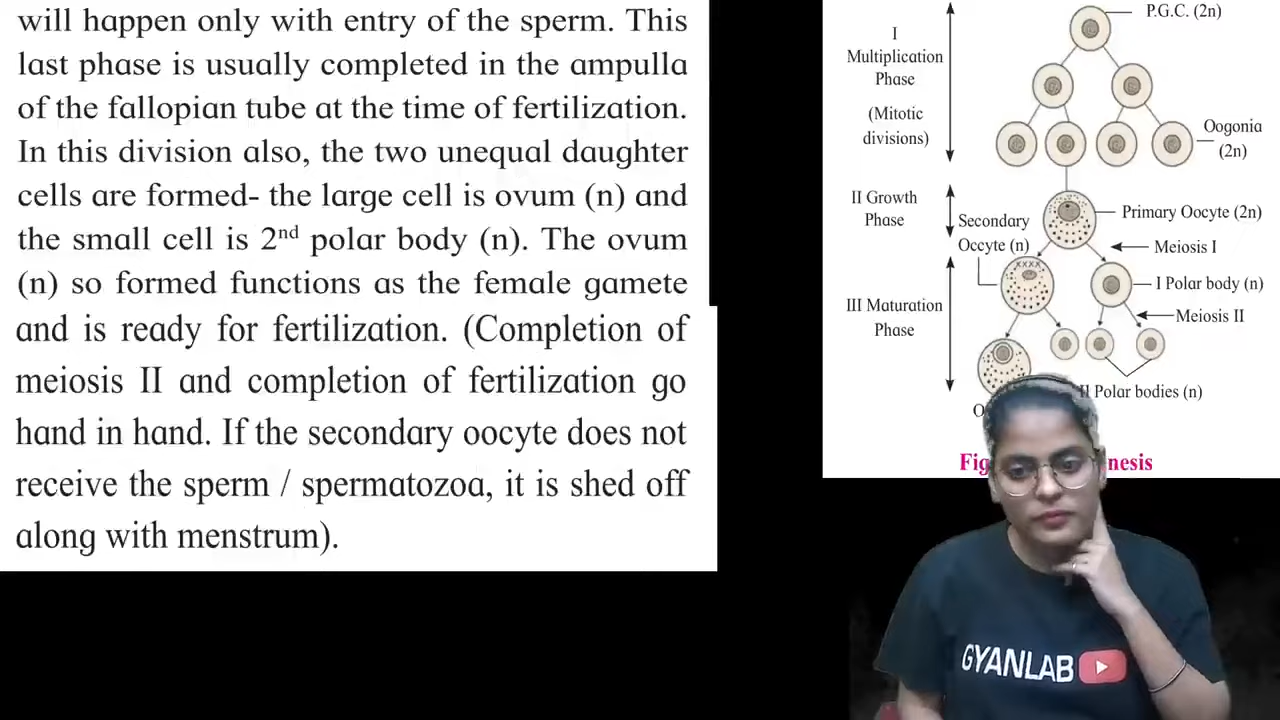 will happen only with entry of the sperm. This
last phase is usually completed in the ampulla
of the fallopian tube at the time of fertilization.
In this division also, the two unequal daughter
cells are formed- the large cell is ovum (n) and
the small cell is 2nd polar body (n). The ovum
(n) so formed functions as the female gamete
and is ready for fertilization. (Completion of
meiosis II and completion of fertilization go
hand in hand. If the secondary oocyte does not
receive the sperm / spermatozoa, it is shed off
along with menstrum).
P.G.C. (2n)
I
Multiplication
Phase
(Mitotic
divisions)
Oogonia
(2n)
II Growth
Phase
Secondary
Oocyte (n)
Primary Oocyte (2n)
Meiosis I
I Polar body (n)
III Maturation
Phase
Meiosis II
II Polar bodies (n)
Fig nesis
GYANLAB